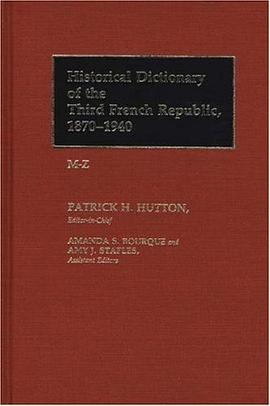 Historical Dictionary
of the
Third French Republic,
1870–1940
M-Z
PATRICK H. HUTTON,
Editor-in-Chief
AMANDA S. BOURQUE and
AMY J. STAPLES,
Assistant Editors